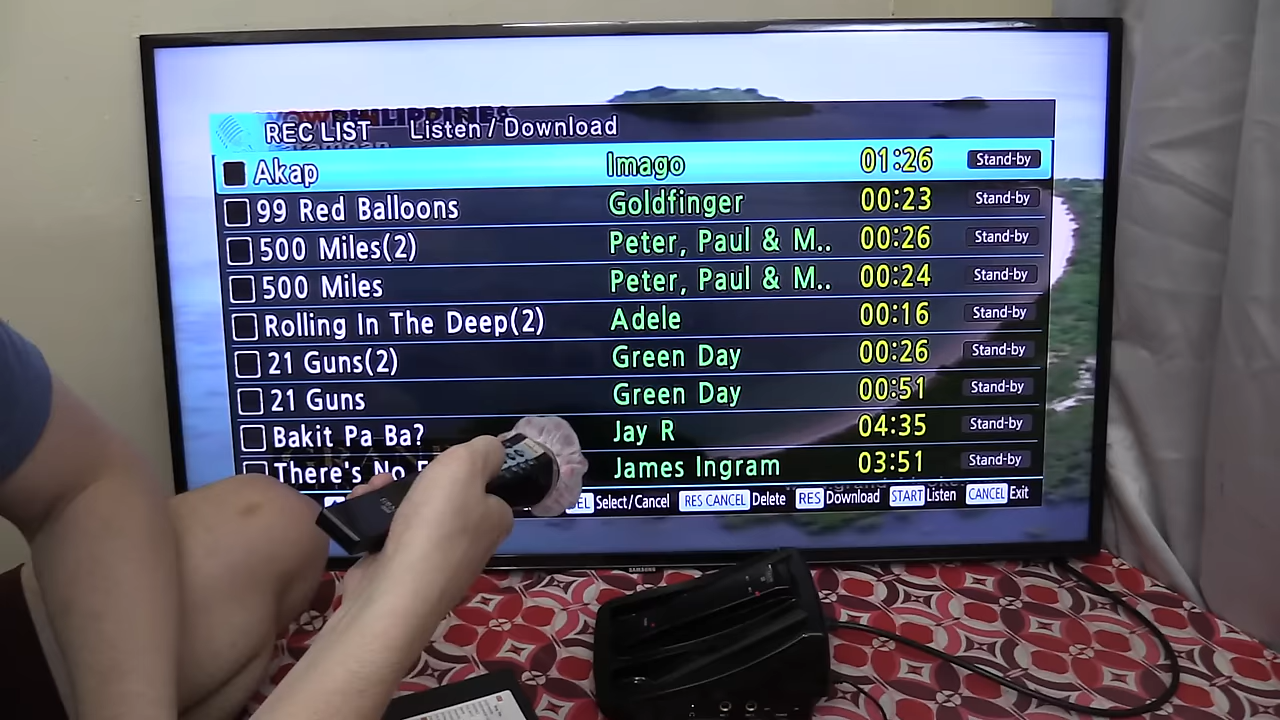 WOW PHILIPPINES
REC LIST Listen / Download
Akap Imago 01:26 Stand-by
99 Red Balloons Goldfinger 00:23 Stand-by
500 Miles(2) Peter, Paul & M.. 00:26 Stand-by
500 Miles Peter, Paul & M.. 00:24 Stand-by
Rolling In The Deep(2) Adele 00:16 Stand-by
21 Guns(2) Green Day 00:26 Stand-by
21 Guns Green Day 00:51 Stand-by
Bakit Pa Ba? Jay R 04:35 Stand-by
There's No James Ingram 03:51 Stand-by
Select/Cancel RES CANCEL Delete RES Download START Listen CANCEL Exit
SAMSUNG